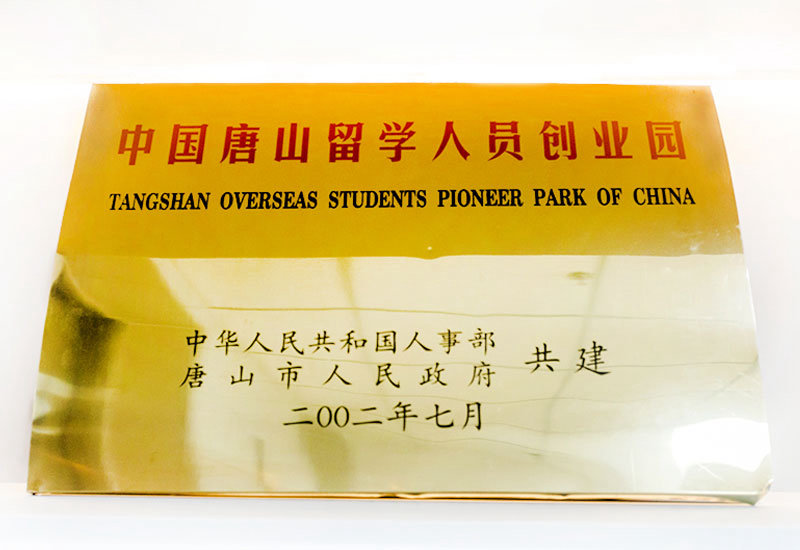 中国唐山留学人员创业园
TANGSHAN OVERSEAS STUDENTS PIONEER PARK OF CHINA
中华人民共和国人事部
唐山市人民政府 共建
二〇〇二年七月